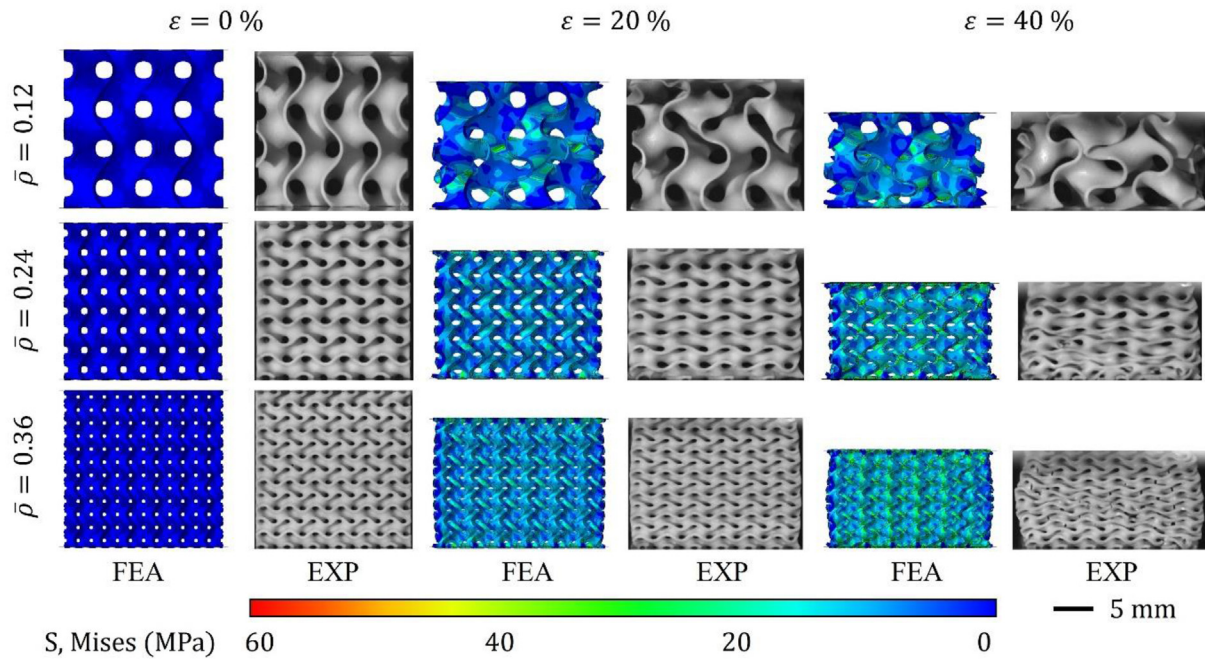 ε = 0 % ε = 20 % ε = 40 %
ρ̄ = 0.12
ρ̄ = 0.24
ρ̄ = 0.36
FEA EXP FEA EXP FEA EXP
5 mm
S, Mises (MPa) 60 40 20 0